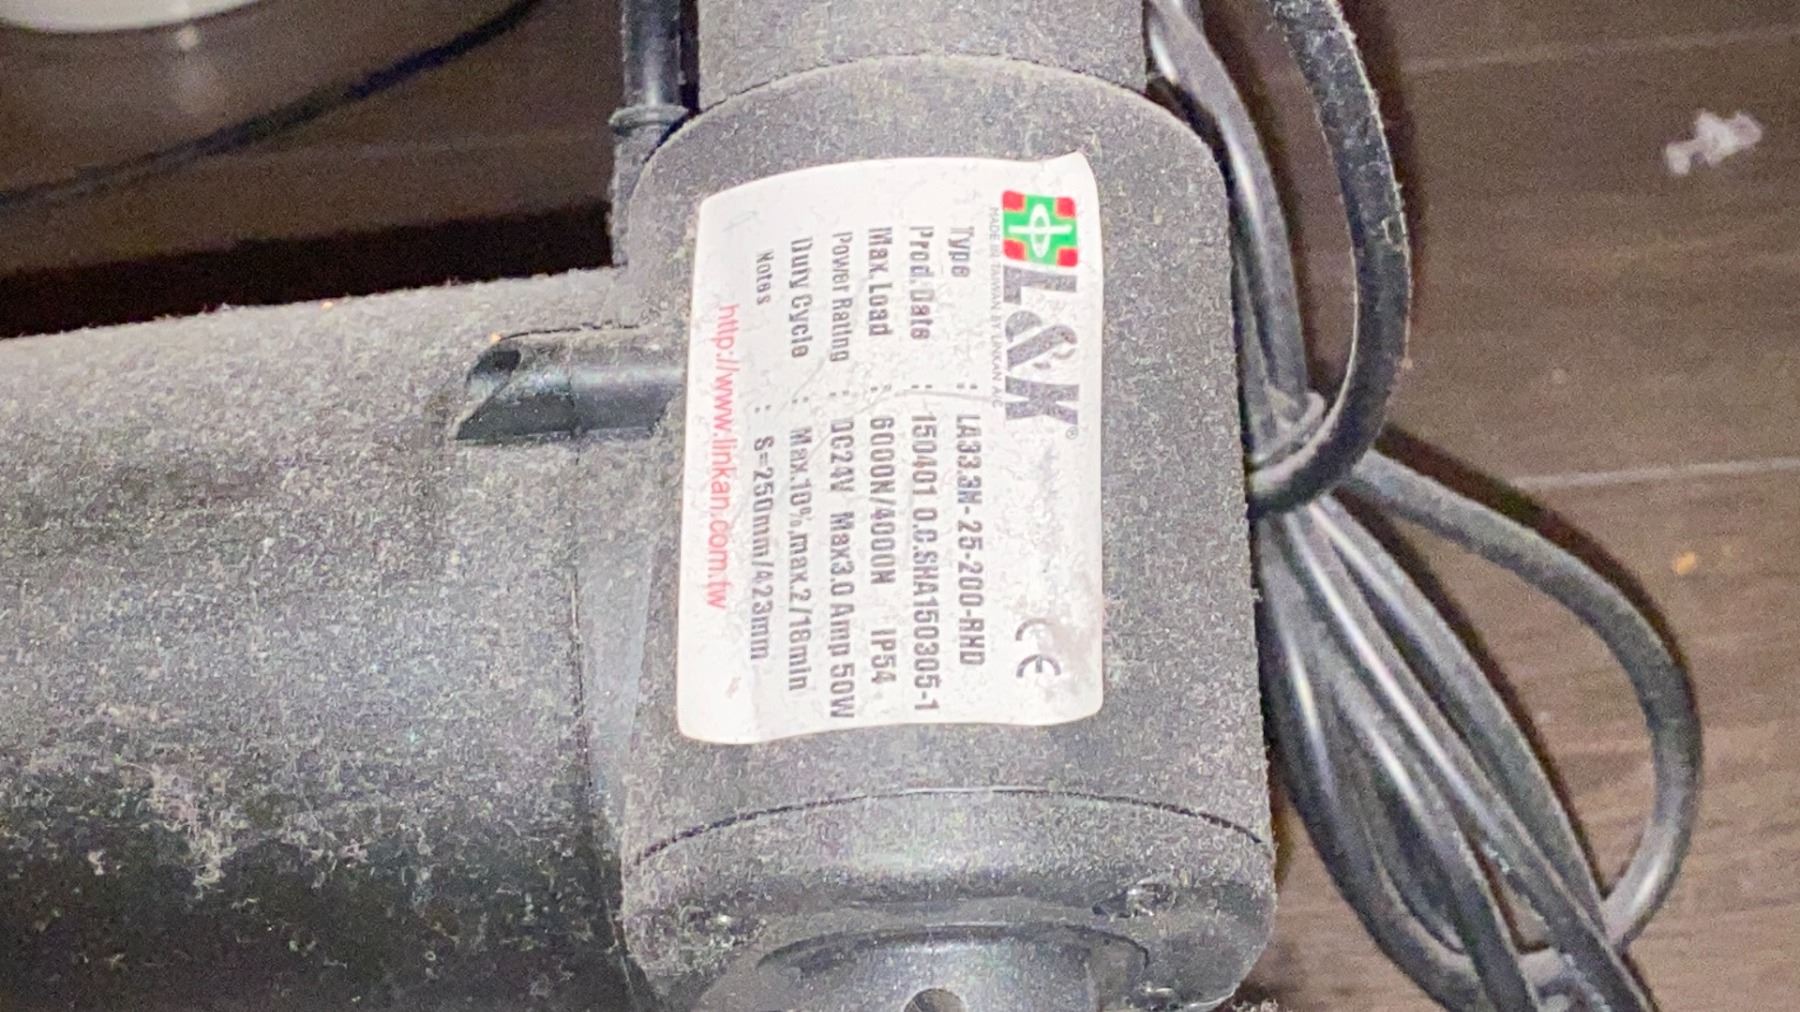 L&K®
MADE IN TAIWAN BY LINKAN A.C
CE
Type : LA33.3M-25-200-RHD
Prod.Date : 150401 O.C.SHA150305-1
Max.Load : 6000N/4000N IP54
Power Rating : DC24V Max3.0 Amp 50W
Duty Cycle : Max.10%,max.2/18min
Notes : S=250mm/423mm
http://www.linkan.com.tw